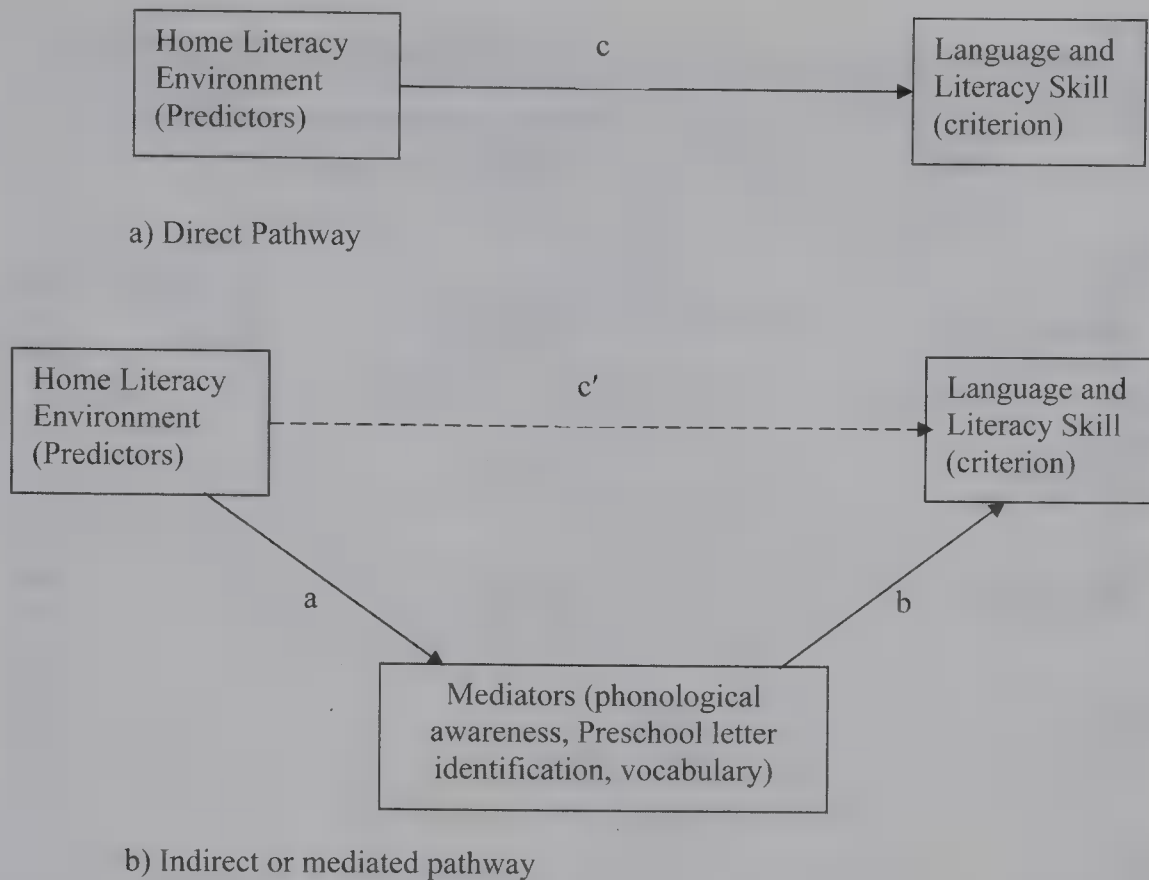 Home Literacy
Environment
(Predictors)
c
Language and
Literacy Skill
(criterion)
a) Direct Pathway
Home Literacy
Environment
(Predictors)
c'
Language and
Literacy Skill
(criterion)
a
b
Mediators (phonological
awareness, Preschool letter
identification, vocabulary)
b) Indirect or mediated pathway